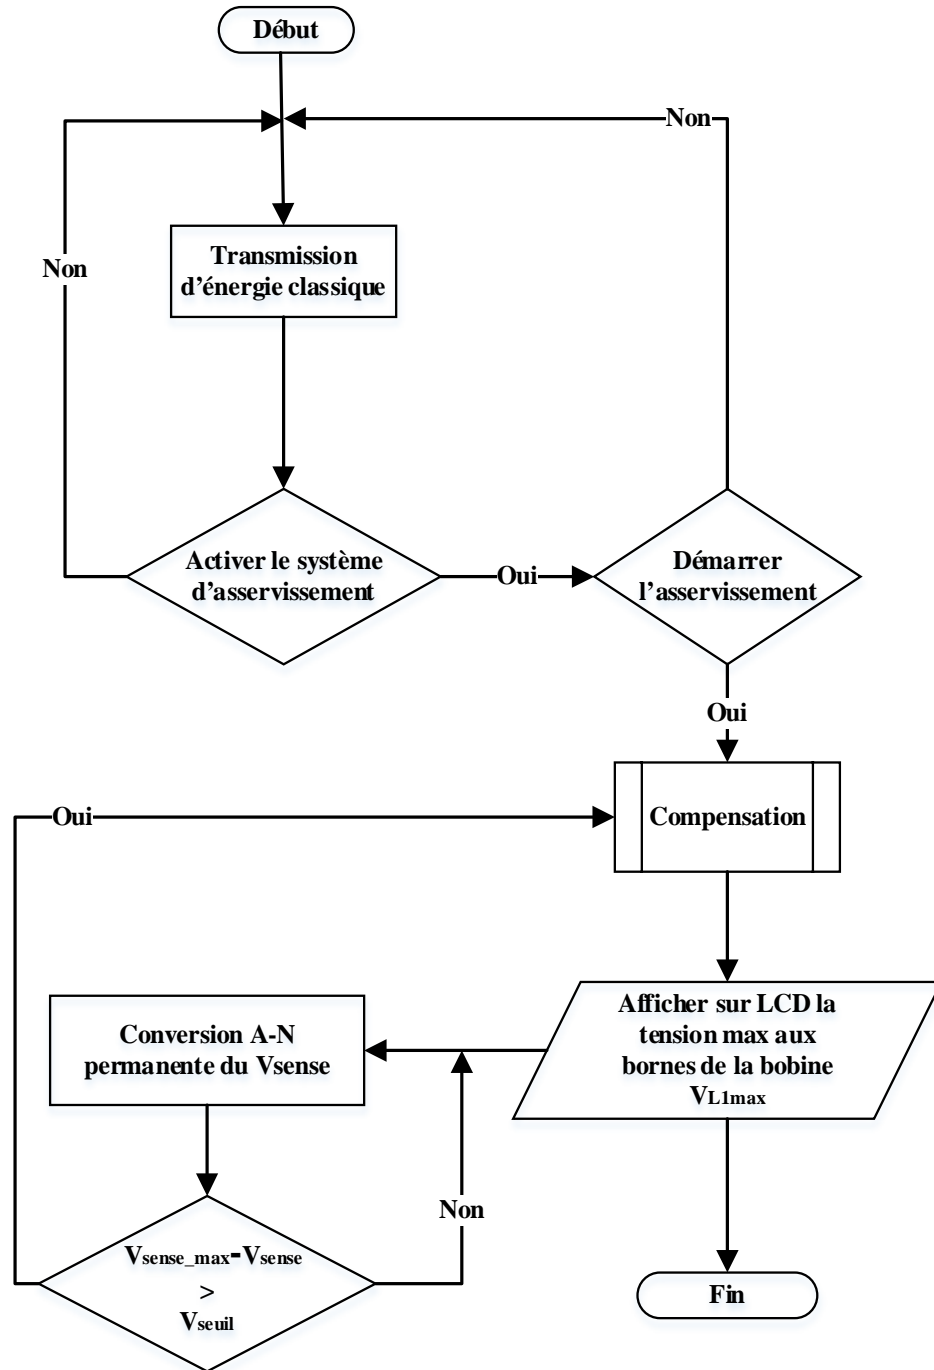 Début
Non
Transmission
d'énergie classique
Non
Activer le système
d'asservissement
Oui
Démarrer
l'asservissement
Oui
Oui
Compensation
Afficher sur LCD la
tension max aux
bornes de la bobine
VL1max
Conversion A-N
permanente du Vsense
Non
Vsense_max-Vsense
>
Vseuil
Fin